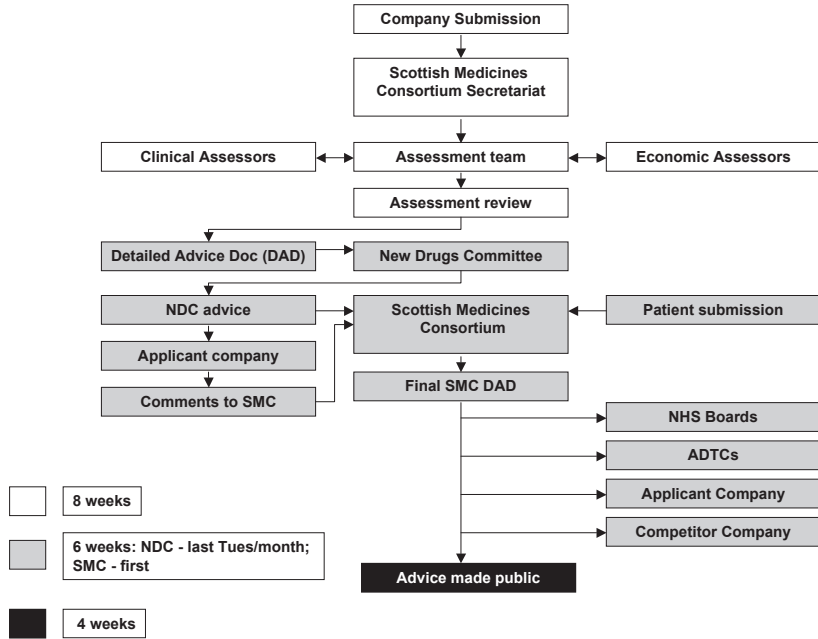 Company Submission
Scottish Medicines
Consortium Secretariat
Clinical Assessors
Assessment team
Economic Assessors
Assessment review
Detailed Advice Doc (DAD)
New Drugs Committee
NDC advice
Scottish Medicines
Consortium
Patient submission
Applicant company
Comments to SMC
Final SMC DAD
NHS Boards
ADTCs
Applicant Company
Competitor Company
Advice made public
8 weeks
6 weeks: NDC - last Tues/month;
SMC - first
4 weeks